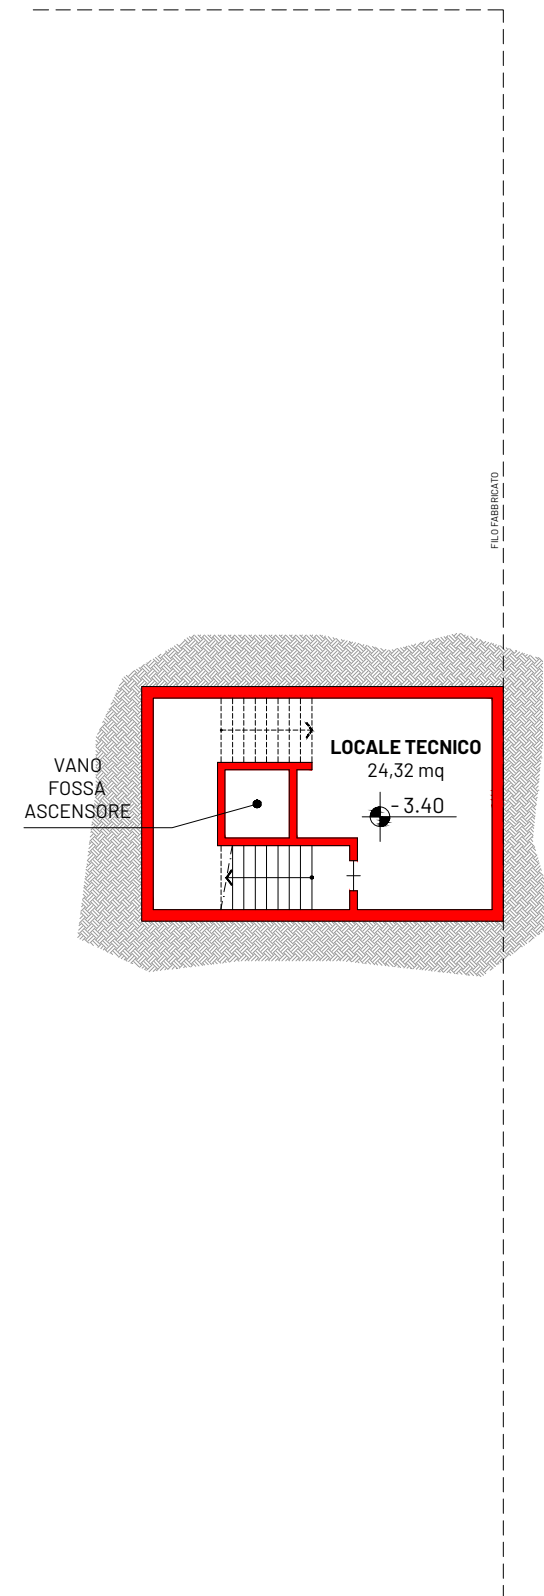 FILO FABBRICATO
LOCALE TECNICO
24,32 mq
- 3.40
VANO
FOSSA
ASCENSORE